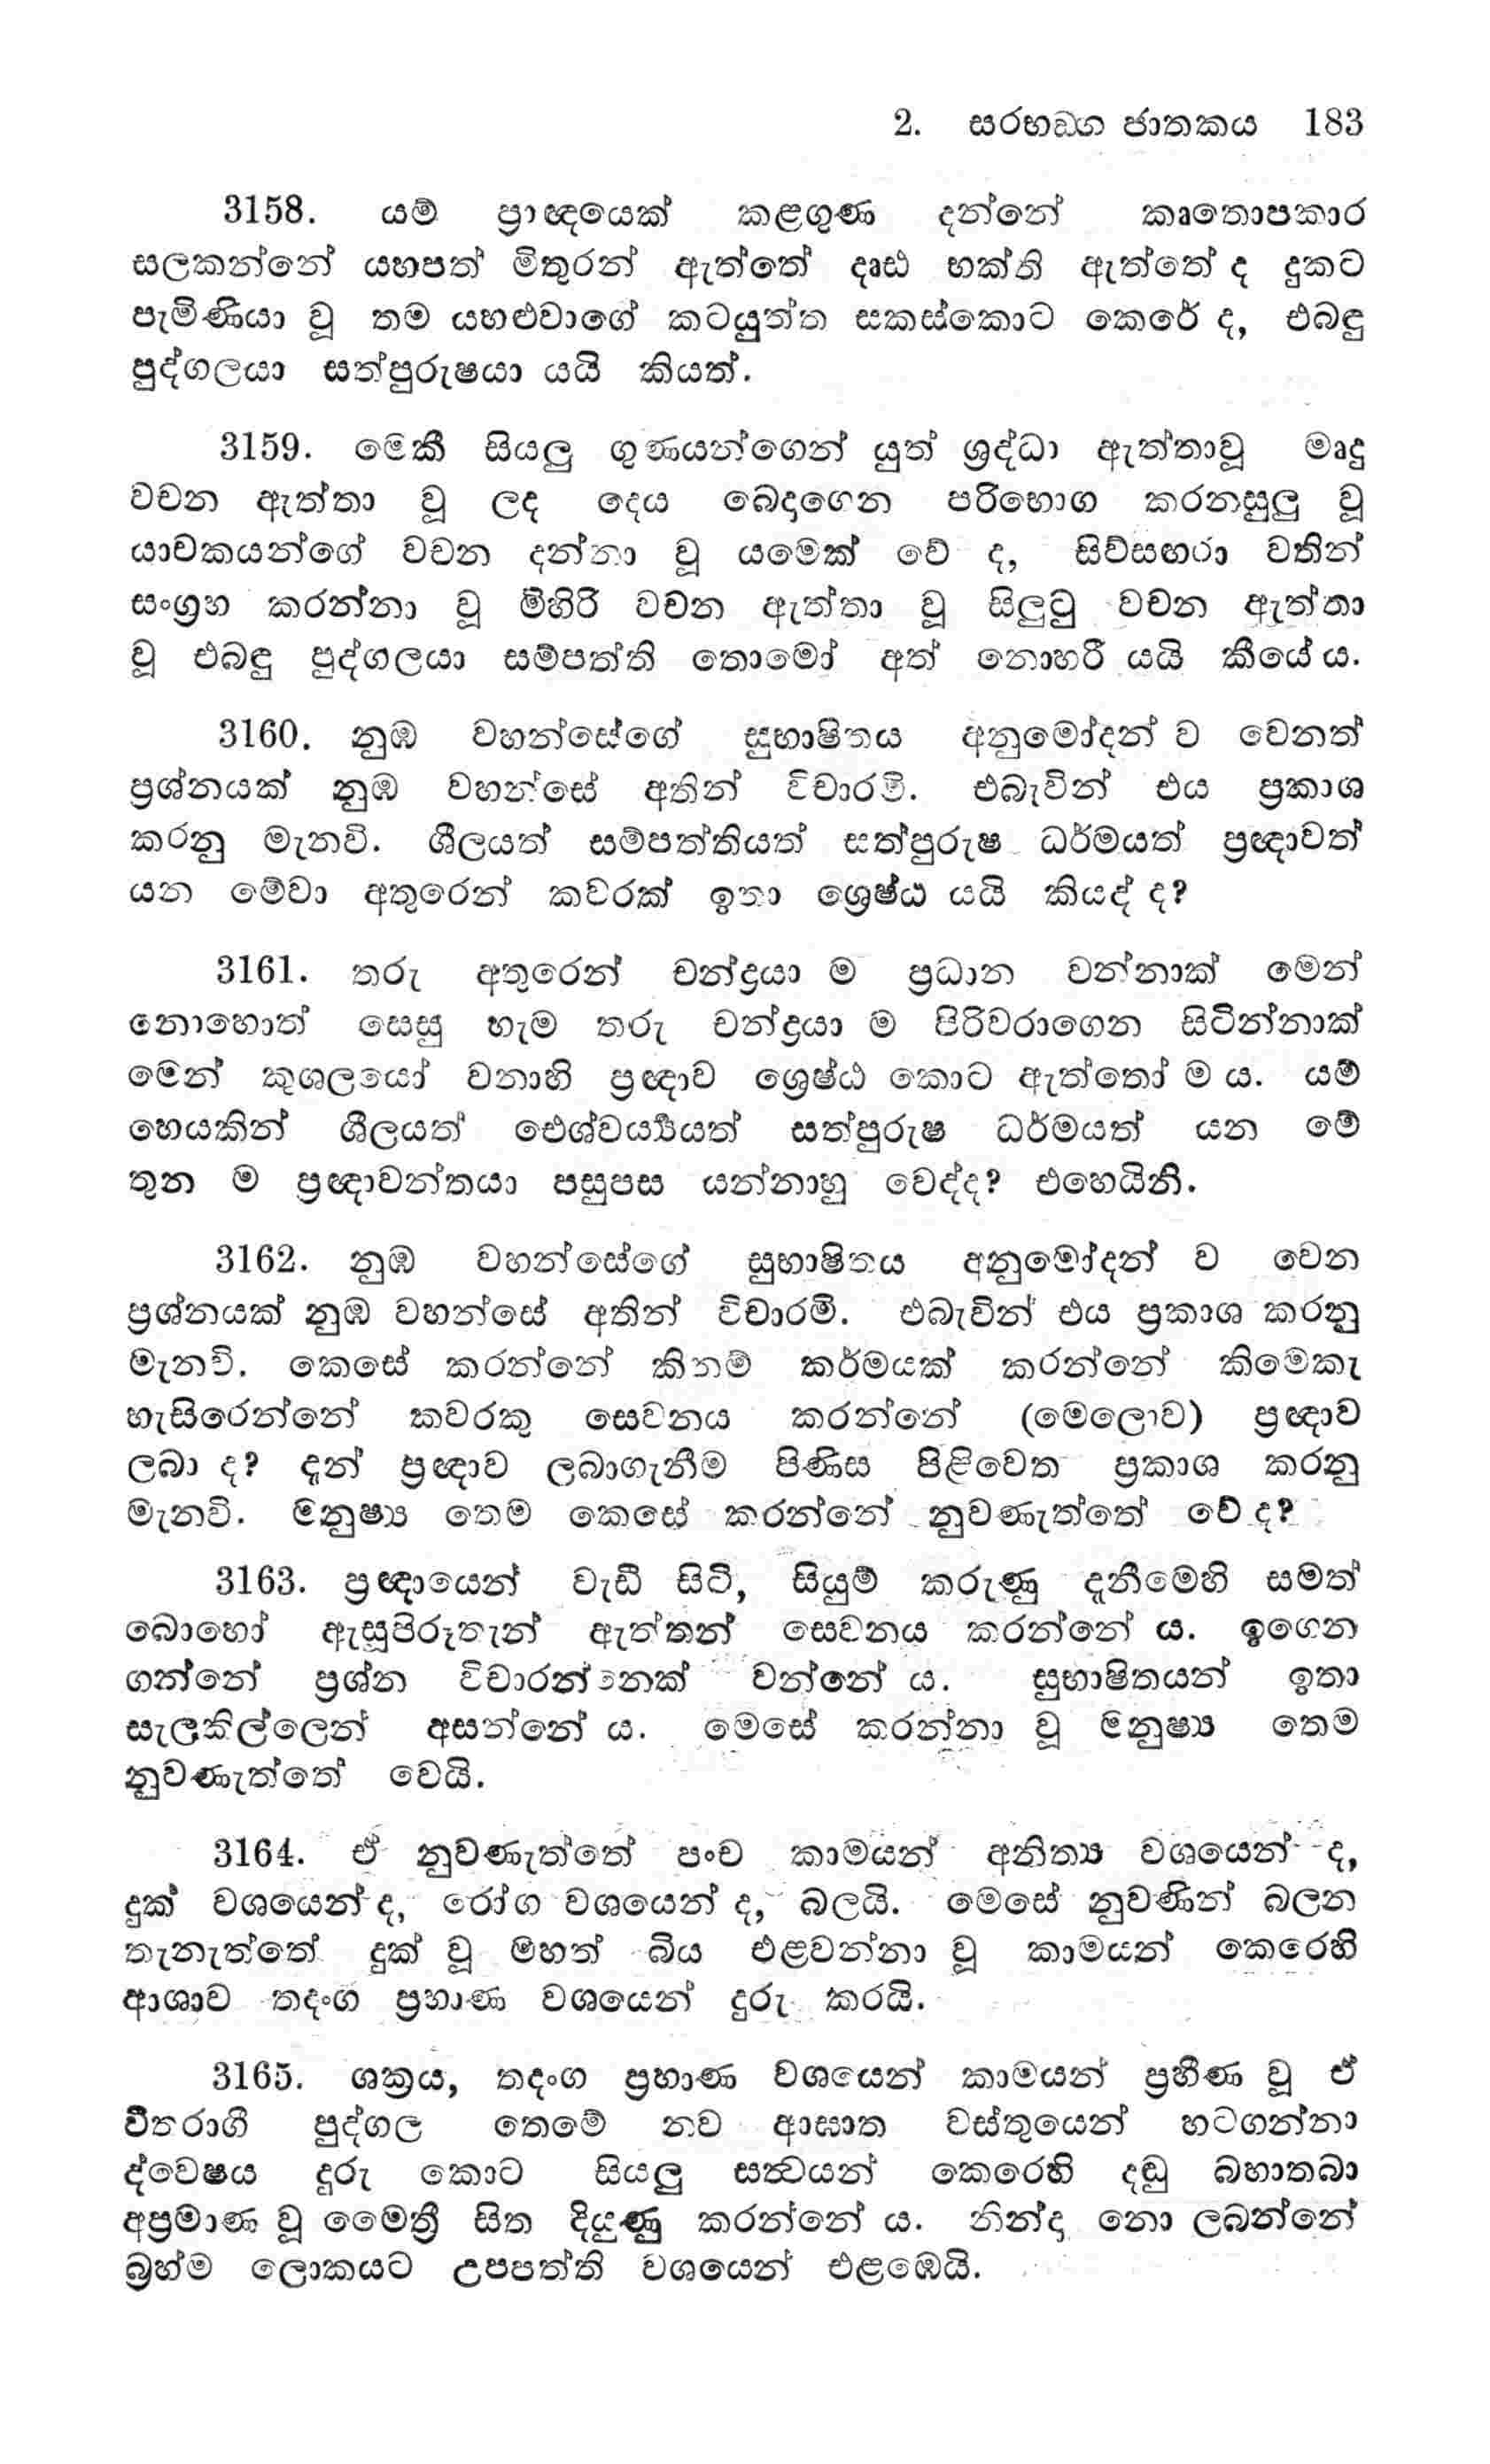 2. සරභඞ්ග ජාතකය 183
3158. යම් ප්‍රාඥයෙක් කළගුණ දන්නේ කෘතොපකාර
සලකන්නේ යහපත් මිතුරන් ඇත්තේ දෘඪ භක්ති ඇත්තේ ද දුකට
පැමිණියා වූ තම යහළුවාගේ කටයුත්ත සකස්කොට කෙරේ ද, එබඳු
පුද්ගලයා සත්පුරුෂයා යයි කියත්.
3159. මෙකී සියලු ගුණයන්ගෙන් යුත් ශ්‍රද්ධා ඇත්තාවූ මෘදු
වචන ඇත්තා වූ ලද දෙය බෙදාගෙන පරිභොග කරනසුලු වූ
යාචකයන්ගේ වචන දන්නා වූ යමෙක් වේ ද, සිව්සඟරා වතින්
සංග්‍රහ කරන්නා වූ මිහිරි වචන ඇත්තා වූ සිලුටු වචන ඇත්තා
වූ එබඳු පුද්ගලයා සම්පත්ති තොමෝ අත් නොහරී යයි කීයේ ය.
3160. නුඹ වහන්සේගේ සුභාෂිතය අනුමෝදන් ව වෙනත්
ප්‍රශ්නයක් නුඹ වහන්සේ අතින් විචාරමි. එබැවින් එය ප්‍රකාශ
කරනු මැනවි. ශීලයත් සම්පත්තියත් සත්පුරුෂ ධර්මයත් ප්‍රඥාවත්
යන මේවා අතුරෙන් කවරක් ඉතා ශ්‍රෙෂ්ඨ යයි කියද් ද?
3161. තරු අතුරෙන් චන්ද්‍රයා ම ප්‍රධාන වන්නාක් මෙන්
නොහොත් සෙසු හැම තරු චන්ද්‍රයා ම පිරිවරාගෙන සිටින්නාක්
මෙන් කුශලයෝ වනාහි ප්‍රඥාව ශ්‍රෙෂ්ඨ කොට ඇත්තෝ ම ය. යම්
හෙයකින් ශීලයත් ඓශ්වර්‍ය්‍යයත් සත්පුරුෂ ධර්මයත් යන මේ
තුන ම ප්‍රඥාවන්තයා පසුපස යන්නාහු වෙද්ද? එහෙයිනි.
3162. නුඹ වහන්සේගේ සුභාෂිතය අනුමෝදන් ව වෙන
ප්‍රශ්නයක් නුඹ වහන්සේ අතින් විචාරමි. එබැවින් එය ප්‍රකාශ කරනු
මැනවි. කෙසේ කරන්නේ කිනම් කර්මයක් කරන්නේ කිමෙකැ
හැසිරෙන්නේ කවරකු සෙවනය කරන්නේ (මෙලොව) ප්‍රඥාව
ලබා ද? දැන් ප්‍රඥාව ලබාගැනීම පිණිස පිළිවෙත ප්‍රකාශ කරනු
මැනවි. මනුෂ්‍ය තෙම කෙසේ කරන්නේ නුවණැත්තේ වේ ද?
3163. ප්‍රඥායෙන් වැඩි සිටි, සියුම් කරුණු දැනීමෙහි සමත්
බොහෝ ඇසූපිරූතැන් ඇත්තන් සෙවනය කරන්නේ ය. ඉගෙන
ගන්නේ ප්‍රශ්න විචාරන්නෙක් වන්නේ ය. සුභාෂිතයන් ඉතා
සැලකිල්ලෙන් අසන්නේ ය. මෙසේ කරන්නා වූ මනුෂ්‍ය තෙම
නුවණැත්තේ වෙයි.
3164. ඒ නුවණැත්තේ පංච කාමයන් අනිත්‍ය වශයෙන් ද,
දුක් වශයෙන් ද, රෝග වශයෙන් ද, බලයි. මෙසේ නුවණින් බලන
තැනැත්තේ දුක් වූ මහත් බිය එළවන්නා වූ කාමයන් කෙරෙහි
ආශාව තදංග ප්‍රහාණ වශයෙන් දුරු කරයි.
3165. ශක්‍රය, තදංග ප්‍රහාණ වශයෙන් කාමයන් ප්‍රහීණ වූ ඒ
වීතරාගී පුද්ගල තෙමේ නව ආඝාත වස්තුයෙන් හටගන්නා
ද්වෙෂය දුරු කොට සියලු සත්‍වයන් කෙරෙහි දඬු බහාතබා
අප්‍රමාණ වූ මෛත්‍රී සිත දියුණු කරන්නේ ය. නින්දා නො ලබන්නේ
බ්‍රහ්ම ලොකයට උපපත්ති වශයෙන් එළඹෙයි.